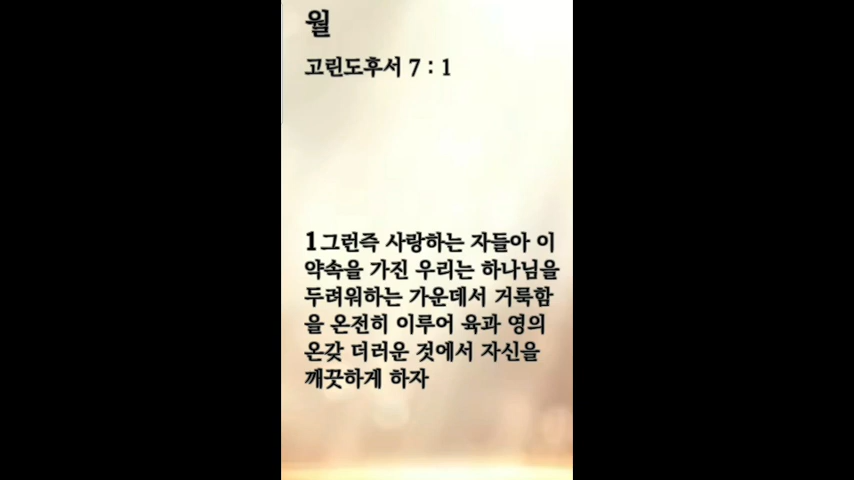 월
고린도후서 7 : 1
1그런즉 사랑하는 자들아 이
약속을 가진 우리는 하나님을
두려워하는 가운데서 거룩함
을 온전히 이루어 육과 영의
온갖 더러운 것에서 자신을
깨끗하게 하자